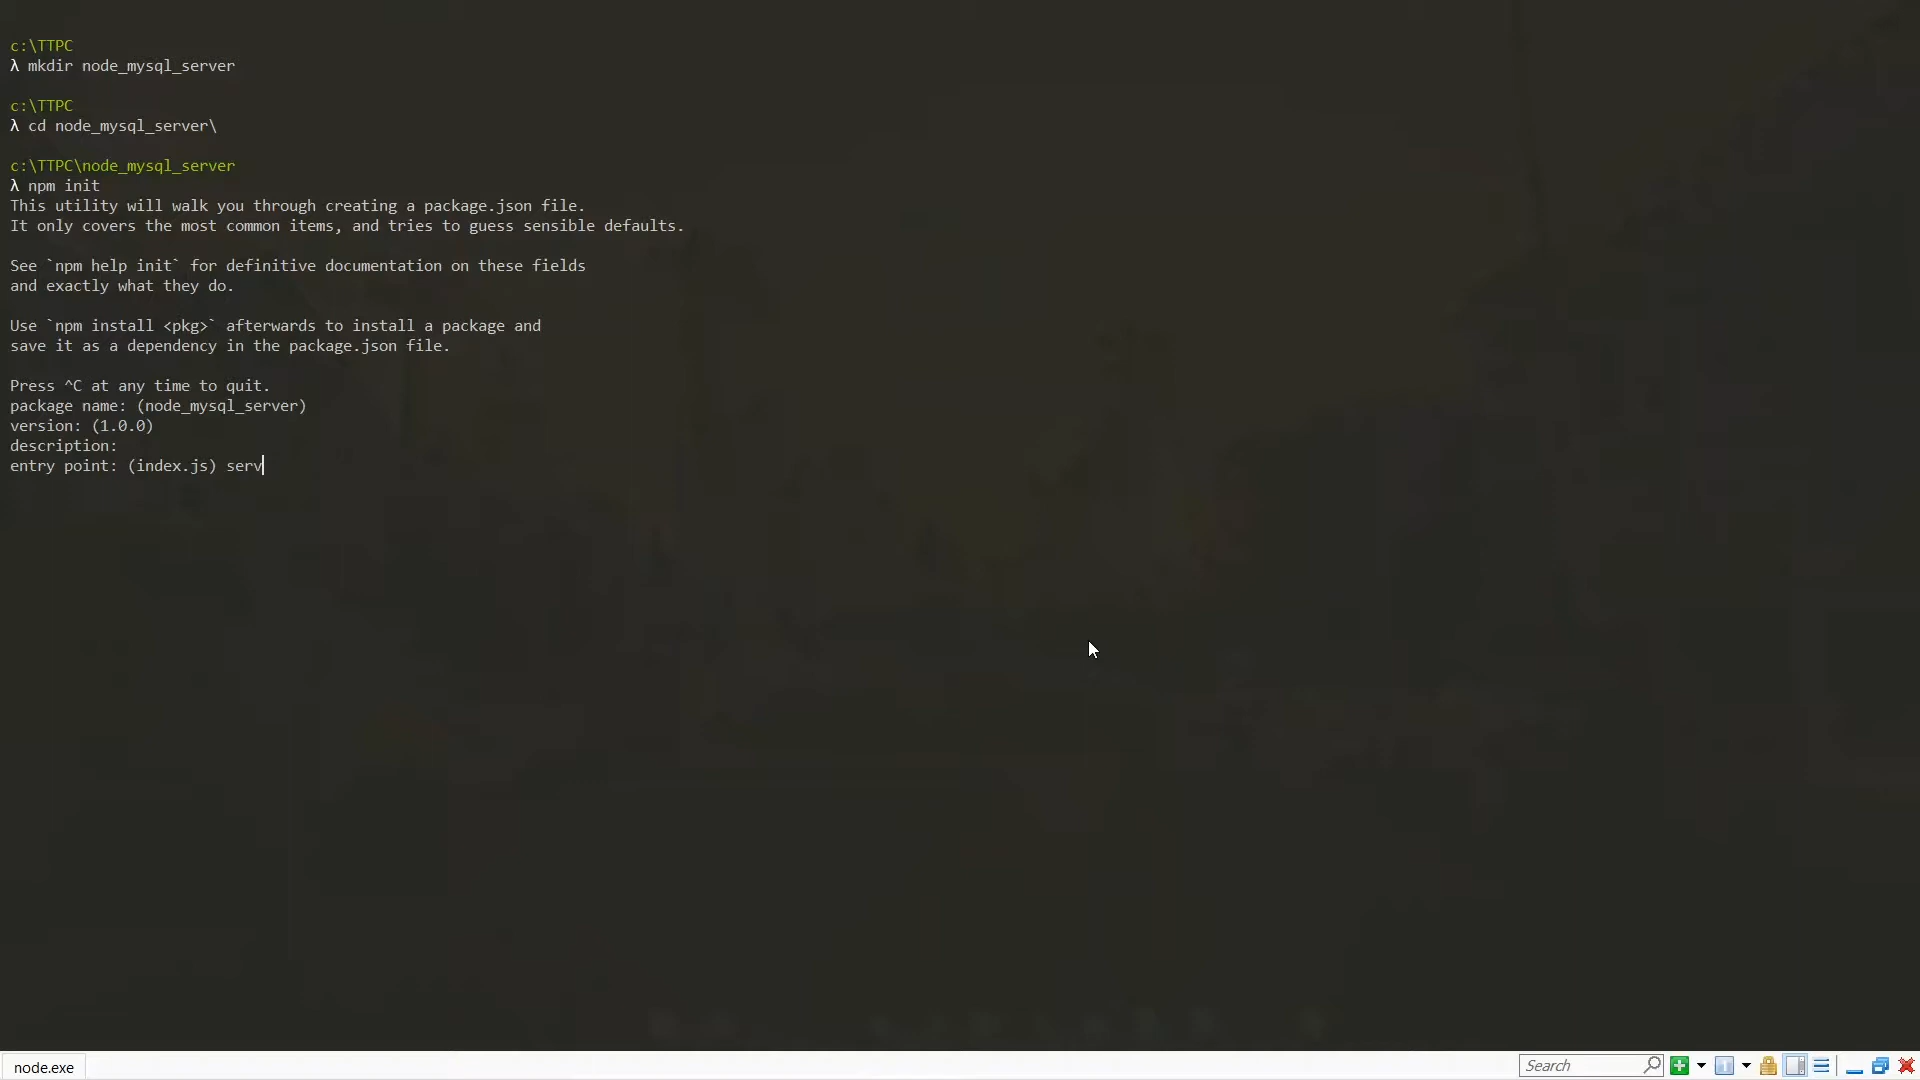 c:\TTPC
λ mkdir node_mysql_server
c:\TTPC
λ cd node_mysql_server\
c:\TTPC\node_mysql_server
λ npm init
This utility will walk you through creating a package.json file.
It only covers the most common items, and tries to guess sensible defaults.
See `npm help init` for definitive documentation on these fields
and exactly what they do.
Use `npm install <pkg>` afterwards to install a package and
save it as a dependency in the package.json file.
Press ^C at any time to quit.
package name: (node_mysql_server)
version: (1.0.0)
description:
entry point: (index.js) serv
node.exe
Search